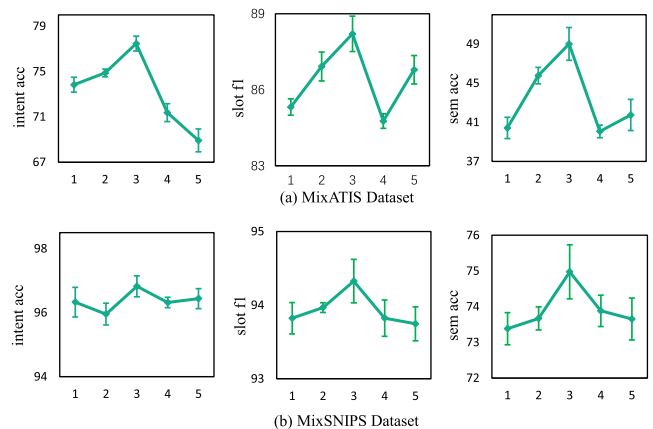 intent acc
79
75
71
67
1 2 3 4 5
slot f1
89
86
83
1 2 3 4 5
sem acc
49
45
41
37
1 2 3 4 5
(a) MixATIS Dataset
intent acc
98
96
94
1 2 3 4 5
slot f1
95
94
93
1 2 3 4 5
sem acc
76
75
74
73
72
1 2 3 4 5
(b) MixSNIPS Dataset